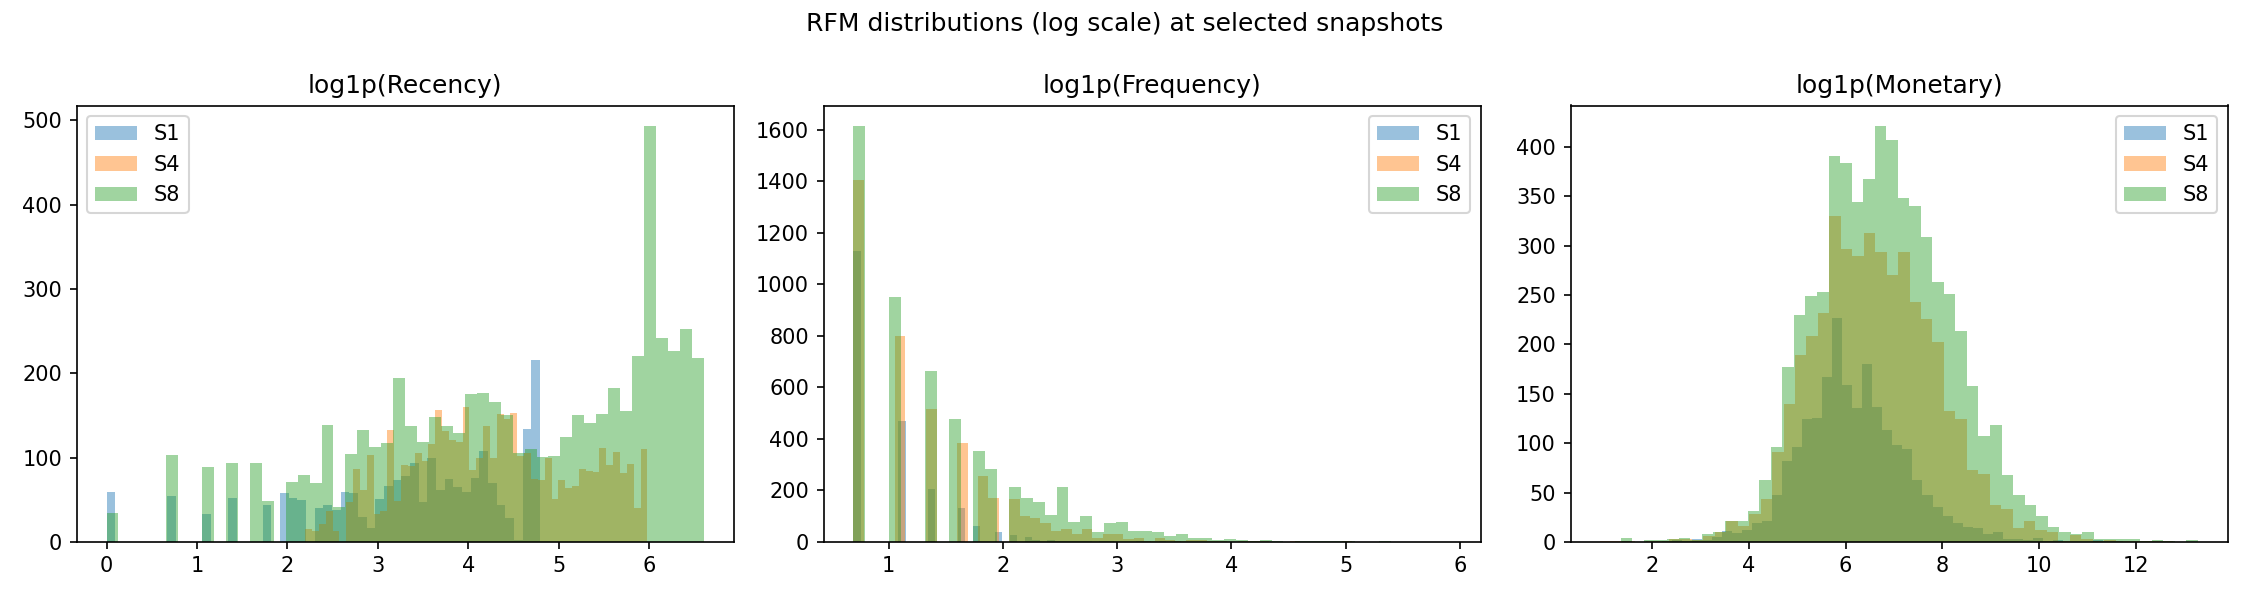 RFM distributions (log scale) at selected snapshots
log1p(Recency)
500
400
300
200
100
0
0 1 2 3 4 5 6
S1
S4
S8
log1p(Frequency)
1600
1400
1200
1000
800
600
400
200
0
1 2 3 4 5 6
S1
S4
S8
log1p(Monetary)
400
350
300
250
200
150
100
50
0
2 4 6 8 10 12
S1
S4
S8